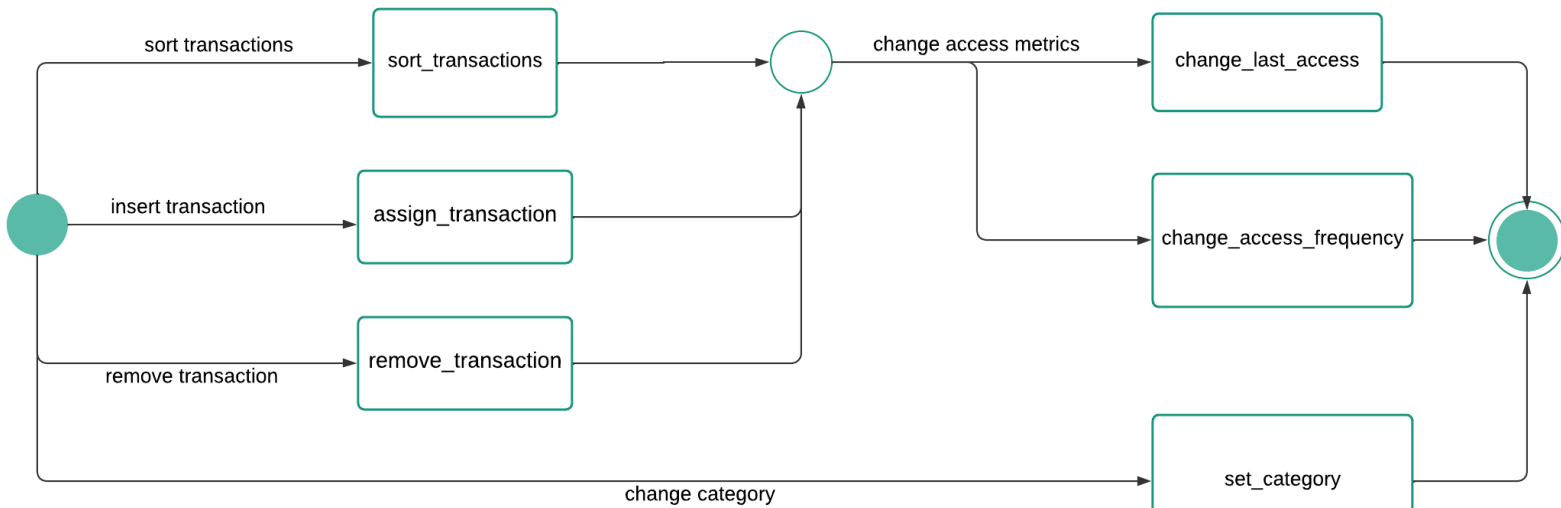 sort transactions
sort_transactions
change access metrics
change_last_access
insert transaction
assign_transaction
change_access_frequency
remove_transaction
remove transaction
set_category
change category